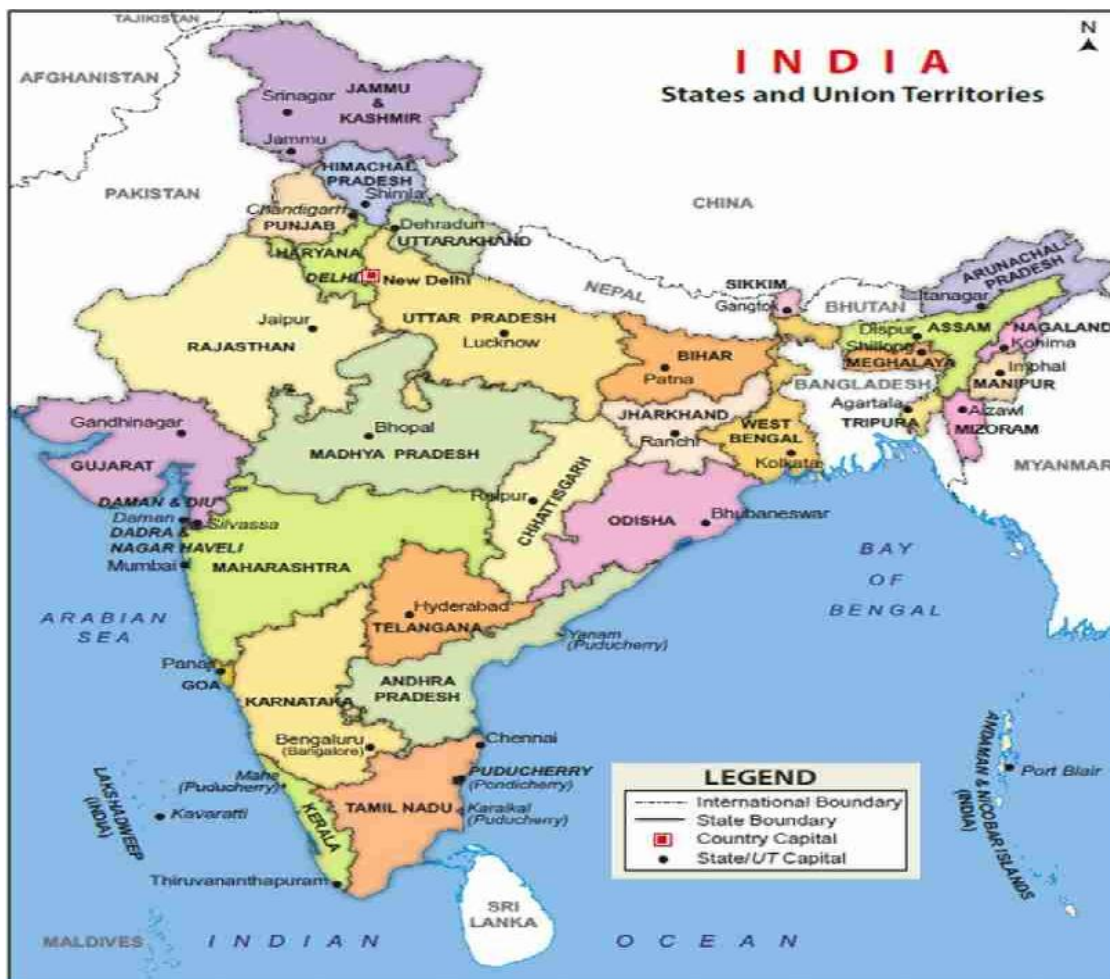 TAJIKISTAN
AFGHANISTAN
N
INDIA
States and Union Territories
JAMMU
&
KASHMIR
Srinagar
Jammu
PAKISTAN
HIMACHAL
PRADESH
Shimla
CHINA
Chandigarh
PUNJAB
Dehradun
UTTARAKHAND
HARYANA
DELHI
New Delhi
NEPAL
SIKKIM
Gangtok
BHUTAN
ARUNACHAL
PRADESH
Itanagar
Jaipur
RAJASTHAN
UTTAR PRADESH
Lucknow
BIHAR
Patna
Dispur
ASSAM
Shillong
MEGHALAYA
NAGALAND
Kohima
Imphal
MANIPUR
BANGLADESH
Agartala
TRIPURA
Aizawl
MIZORAM
MYANMAR
Gandhinagar
GUJARAT
Bhopal
MADHYA PRADESH
JHARKHAND
Ranchi
WEST
BENGAL
Kolkata
Raipur
CHHATTISGARH
ODISHA
Bhubaneswar
DAMAN & DIU
Daman
Silvassa
DADRA &
NAGAR HAVELI
Mumbai
MAHARASHTRA
BAY
OF
BENGAL
ARABIAN
SEA
Hyderabad
TELANGANA
Yanam
(Puducherry)
Panaji
GOA
KARNATAKA
ANDHRA
PRADESH
Bengaluru
(Bangalore)
Chennai
Mahe
(Puducherry)
PUDUCHERRY
(Pondicherry)
TAMIL NADU
Karaikal
(Puducherry)
KERALA
LAKSHADWEEP
(INDIA)
Kavaratti
Thiruvananthapuram
ANDAMAN & NICOBAR ISLANDS
(INDIA)
Port Blair
LEGEND
International Boundary
State Boundary
Country Capital
State/UT Capital
SRI
LANKA
MALDIVES
INDIAN OCEAN